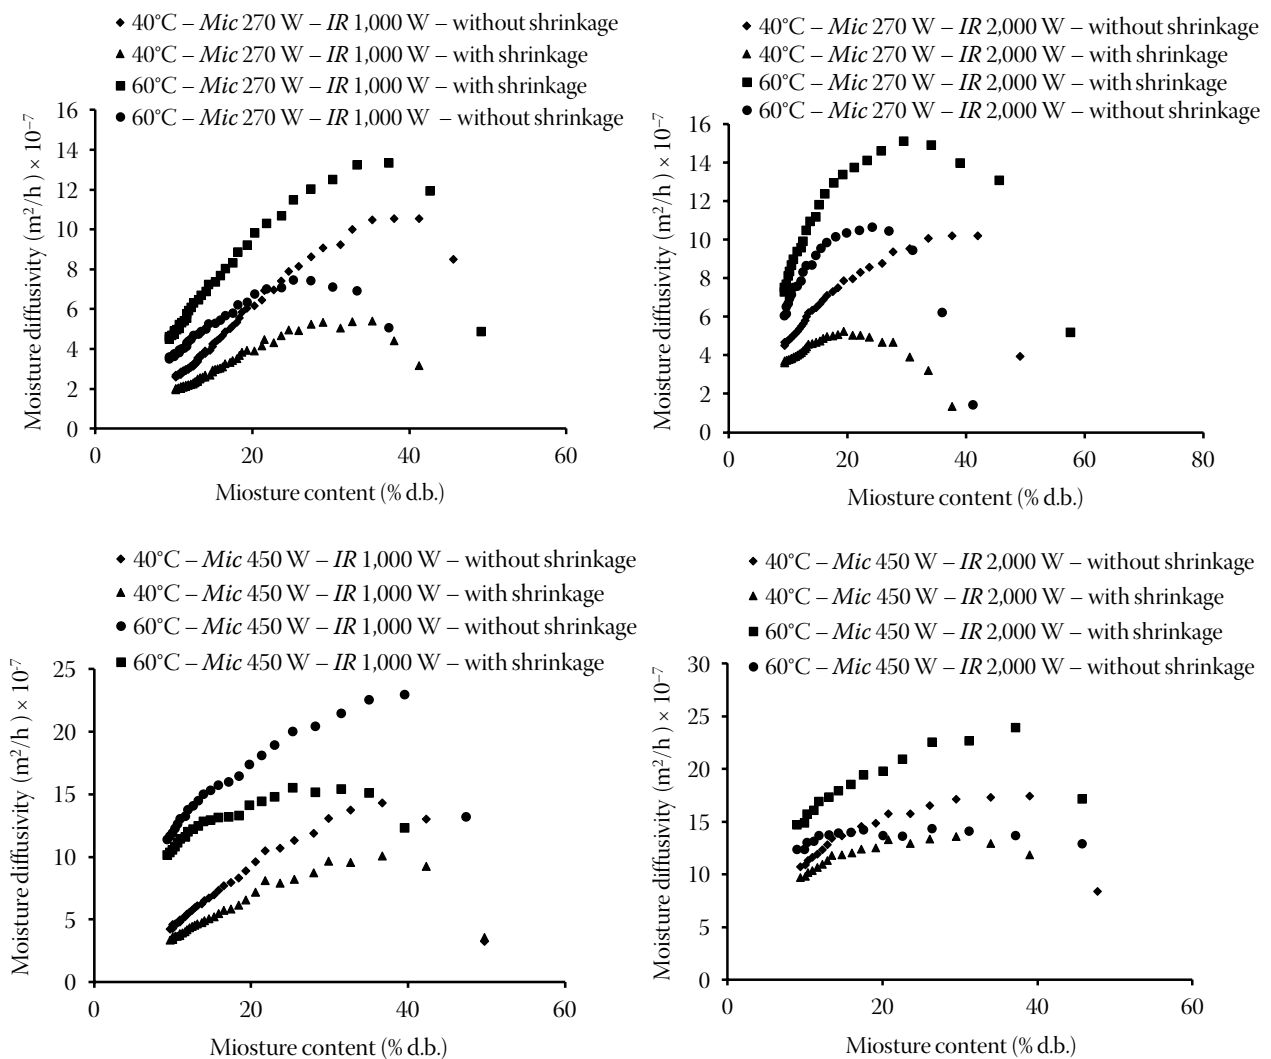 ◆ 40°C – Mic 270 W – IR 1,000 W – without shrinkage
▲ 40°C – Mic 270 W – IR 1,000 W – with shrinkage
■ 60°C – Mic 270 W – IR 1,000 W – with shrinkage
● 60°C – Mic 270 W – IR 1,000 W – without shrinkage
Moisture diffusivity (m²/h ) × 10⁻⁷
16
14
12
10
8
6
4
2
0
0 20 40 60
Miosture content (% d.b.)
◆ 40°C – Mic 270 W – IR 2,000 W – without shrinkage
▲ 40°C – Mic 270 W – IR 2,000 W – with shrinkage
■ 60°C – Mic 270 W – IR 2,000 W – with shrinkage
● 60°C – Mic 270 W – IR 2,000 W – without shrinkage
Moisture diffusivity (m²/h ) × 10⁻⁷
16
14
12
10
8
6
4
2
0
0 20 40 60 80
Miosture content (% d.b.)
◆ 40°C – Mic 450 W – IR 1,000 W – without shrinkage
▲ 40°C – Mic 450 W – IR 1,000 W – with shrinkage
● 60°C – Mic 450 W – IR 1,000 W – without shrinkage
■ 60°C – Mic 450 W – IR 1,000 W – with shrinkage
Moisture diffusivity (m²/h ) × 10⁻⁷
25
20
15
10
5
0
0 20 40 60
Miosture content (% d.b.)
◆ 40°C – Mic 450 W – IR 2,000 W – without shrinkage
▲ 40°C – Mic 450 W – IR 2,000 W – with shrinkage
■ 60°C – Mic 450 W – IR 2,000 W – with shrinkage
● 60°C – Mic 450 W – IR 2,000 W – without shrinkage
Moisture diffusivity (m²/h ) × 10⁻⁷
30
25
20
15
10
5
0
0 20 40 60
Miosture content (% d.b.)